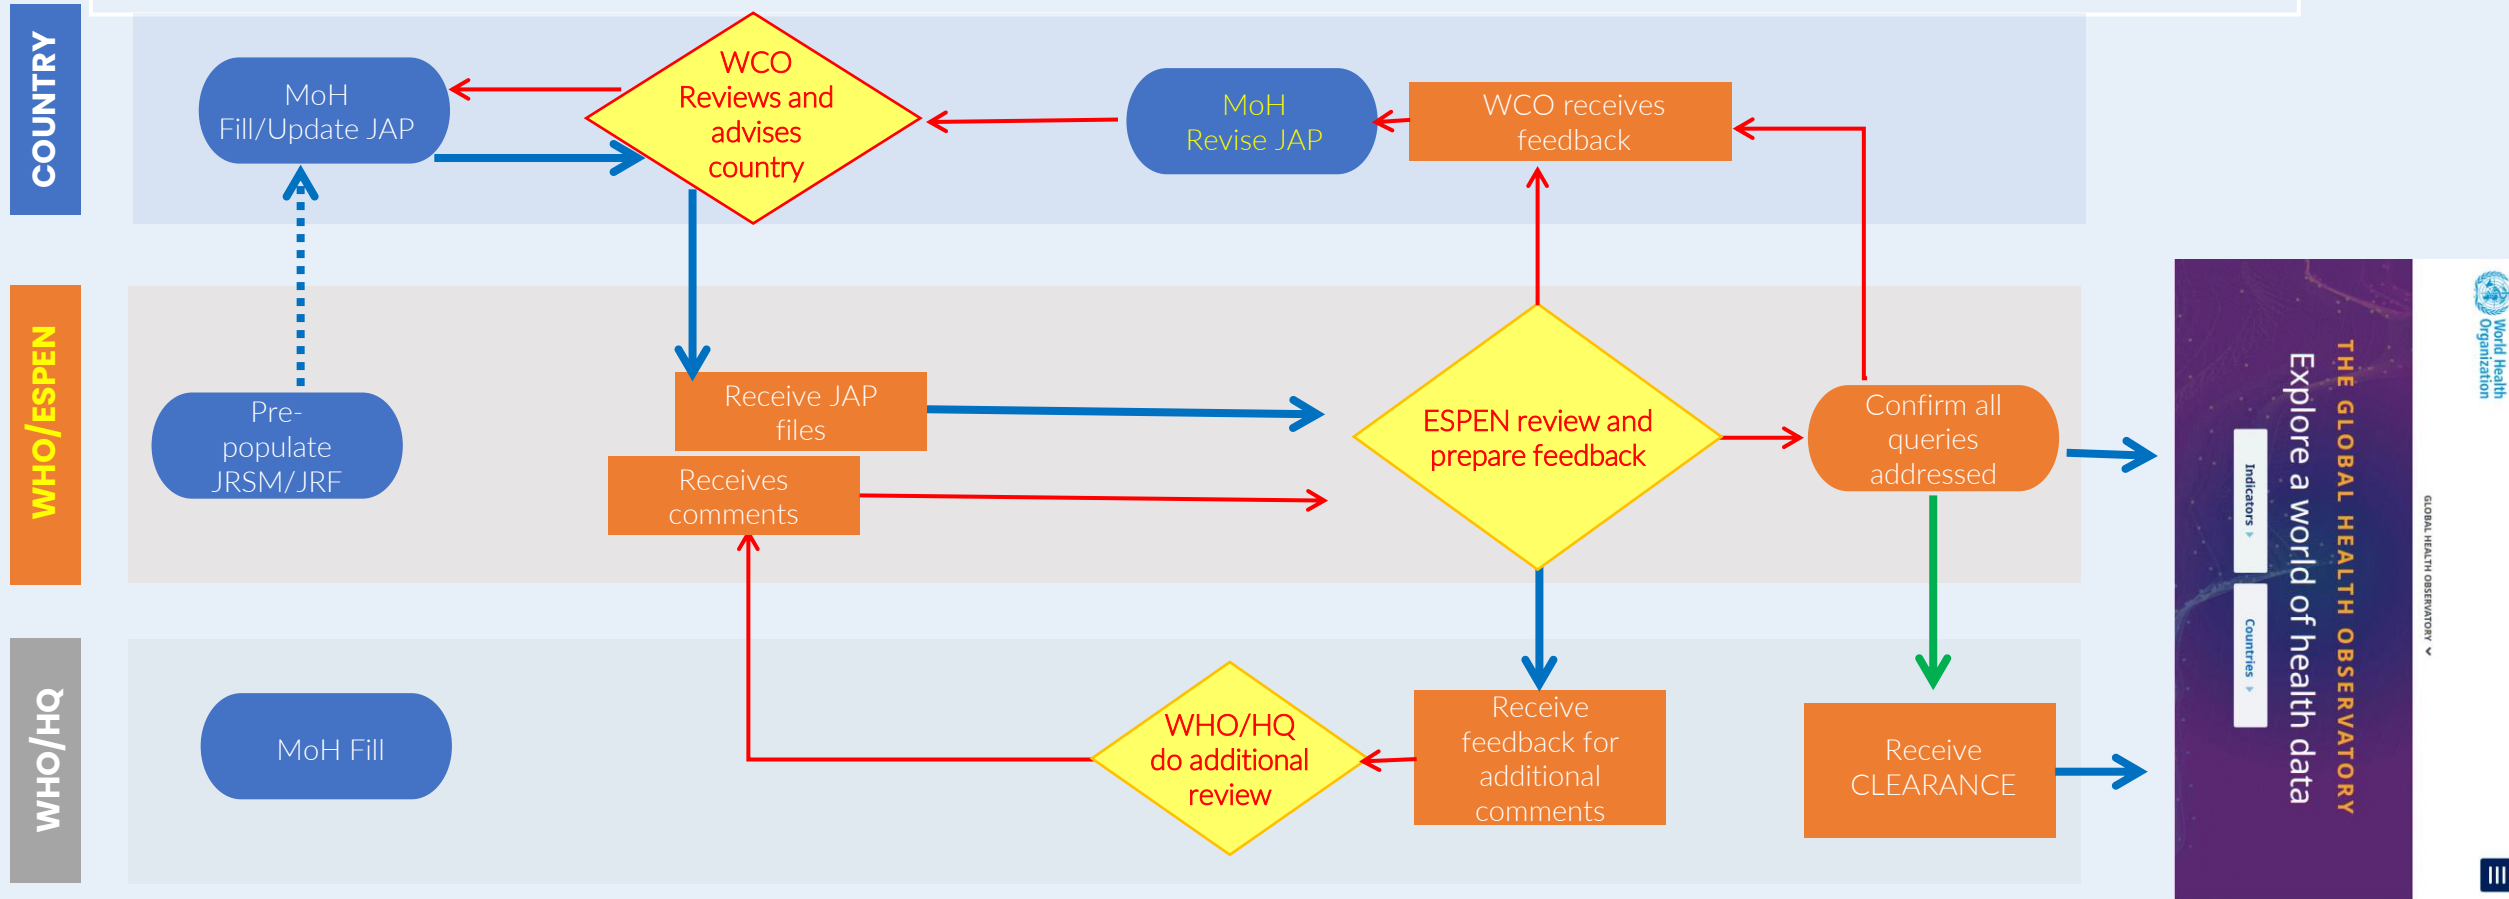 COUNTRY
MoH
Fill/Update JAP
WCO
Reviews and
advises
country
MoH
Revise JAP
WCO receives
feedback
WHO/ESPEN
Pre-
populate
JRSM/JRF
Receive JAP
files
Receives
comments
ESPEN review and
prepare feedback
Confirm all
queries
addressed
WHO/HQ
MoH Fill
WHO/HQ
do additional
review
Receive
feedback for
additional
comments
Receive
CLEARANCE
World Health
Organization
GLOBAL HEALTH OBSERVATORY
THE GLOBAL HEALTH OBSERVATORY
Explore a world of health data
Indicators
Countries